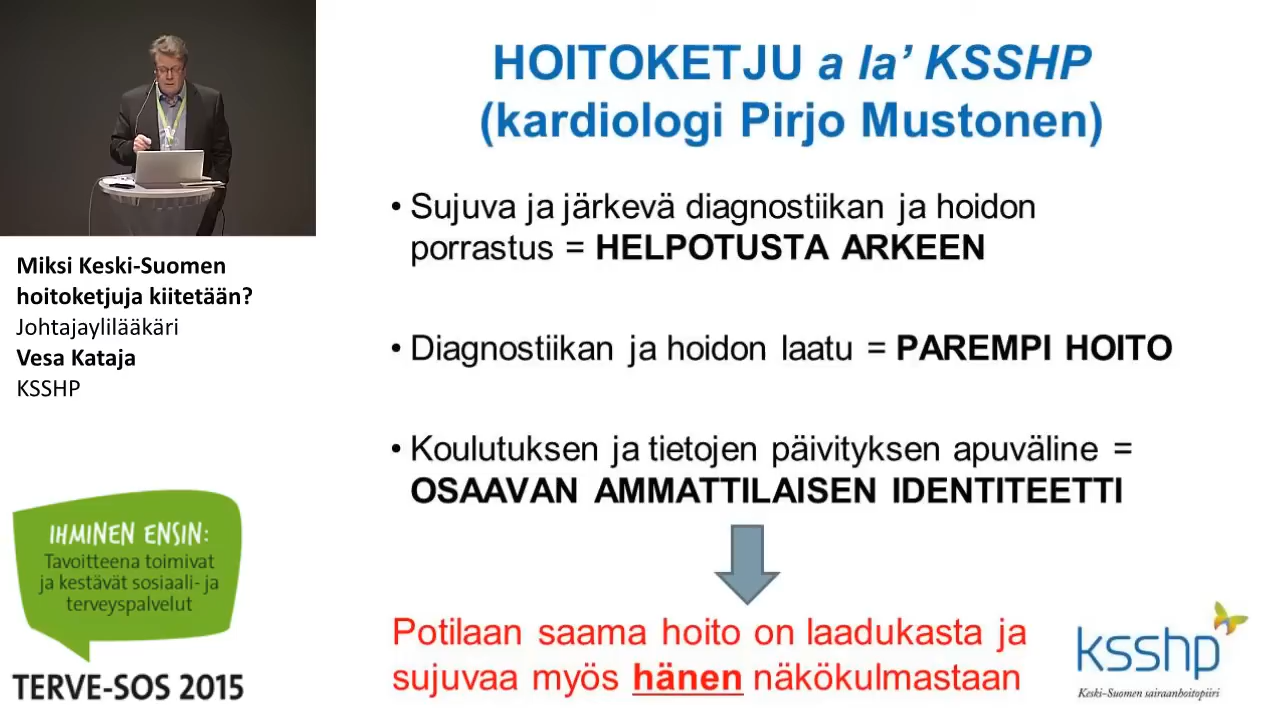 Miksi Keski-Suomen
hoitoketjuja kiitetään?
Johtajaylilääkäri
Vesa Kataja
KSSHP
IHMINEN ENSIN:
Tavoitteena toimivat
ja kestävät sosiaali- ja
terveyspalvelut
TERVE-SOS 2015
HOITOKETJU a la’ KSSHP
(kardiologi Pirjo Mustonen)
• Sujuva ja järkevä diagnostiikan ja hoidon
porrastus = HELPOTUSTA ARKEEN
• Diagnostiikan ja hoidon laatu = PAREMPI HOITO
• Koulutuksen ja tietojen päivityksen apuväline =
OSAAVAN AMMATTILAISEN IDENTITEETTI
Potilaan saama hoito on laadukasta ja
sujuvaa myös hänen näkökulmastaan
ksshp
Keski-Suomen sairaanhoitopiiri